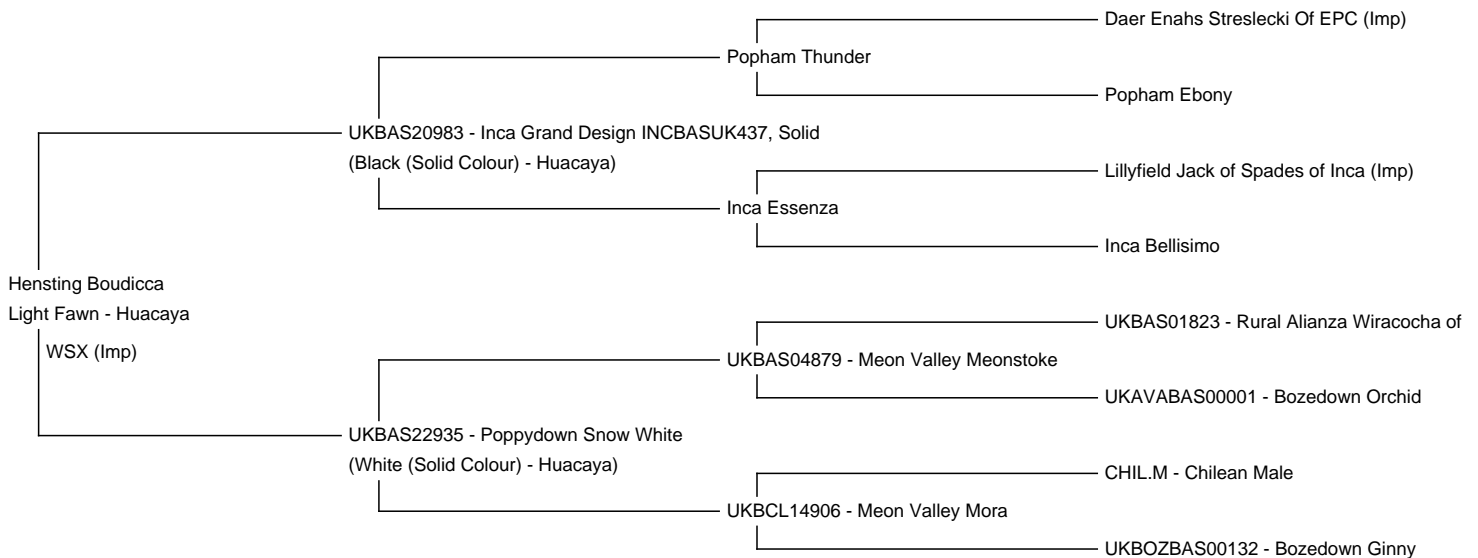 Daer Enahs Streslecki Of EPC (Imp)
Popham Thunder
Popham Ebony
UKBAS20983 - Inca Grand Design INCBASUK437, Solid
(Black (Solid Colour) - Huacaya)
Lillyfield Jack of Spades of Inca (Imp)
Inca Essenza
Inca Bellisimo
Hensting Boudicca
Light Fawn - Huacaya
WSX (Imp)
UKBAS01823 - Rural Alianza Wiracocha of
UKBAS04879 - Meon Valley Meonstoke
UKAVABAS00001 - Bozedown Orchid
UKBAS22935 - Poppydown Snow White
(White (Solid Colour) - Huacaya)
CHIL.M - Chilean Male
UKBCL14906 - Meon Valley Mora
UKBOZBAS00132 - Bozedown Ginny